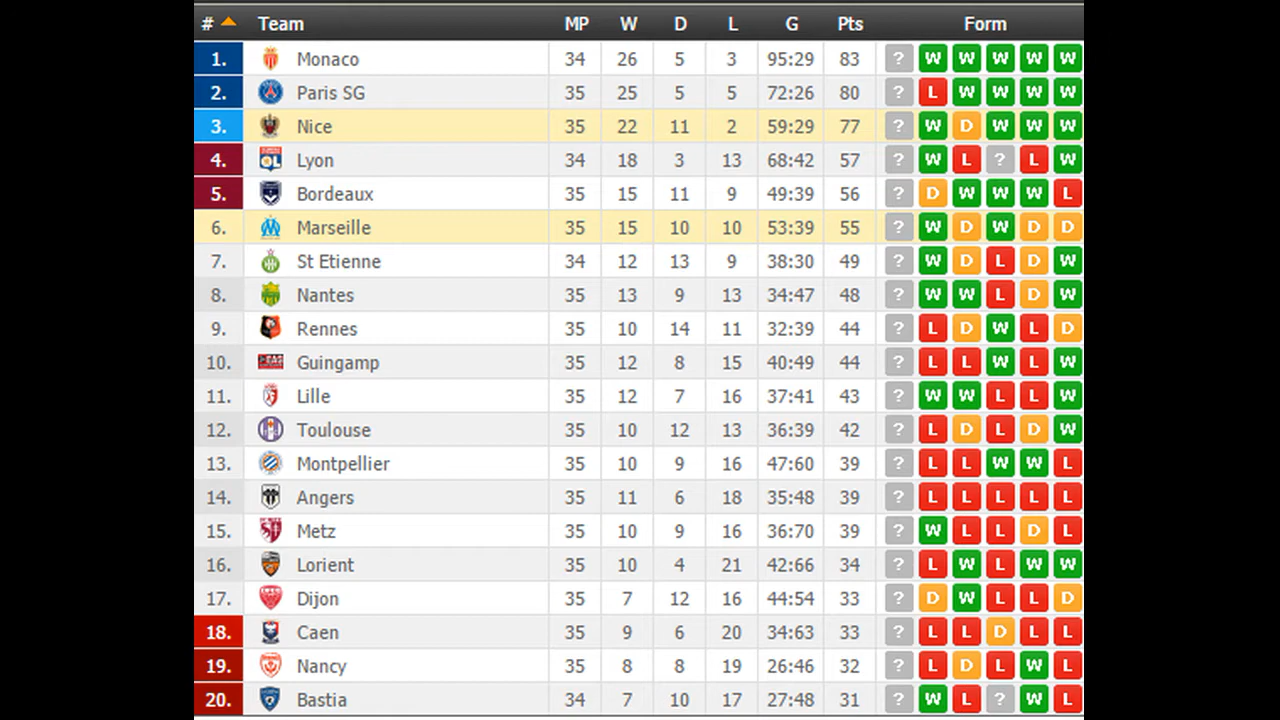 # Team MP W D L G Pts Form
1. Monaco 34 26 5 3 95:29 83 ? W W W W W
2. Paris SG 35 25 5 5 72:26 80 ? L W W W W
3. Nice 35 22 11 2 59:29 77 ? W D W W W
4. Lyon 34 18 3 13 68:42 57 ? W L ? L W
5. Bordeaux 35 15 11 9 49:39 56 ? D W W W L
6. Marseille 35 15 10 10 53:39 55 ? W D W D D
7. St Etienne 34 12 13 9 38:30 49 ? W D L D W
8. Nantes 35 13 9 13 34:47 48 ? W W L D W
9. Rennes 35 10 14 11 32:39 44 ? L D W L D
10. Guingamp 35 12 8 15 40:49 44 ? L L W L W
11. Lille 35 12 7 16 37:41 43 ? W W L L W
12. Toulouse 35 10 12 13 36:39 42 ? L D L D W
13. Montpellier 35 10 9 16 47:60 39 ? L L W W L
14. Angers 35 11 6 18 35:48 39 ? L L L L L
15. Metz 35 10 9 16 36:70 39 ? W L L D L
16. Lorient 35 10 4 21 42:66 34 ? L W L W W
17. Dijon 35 7 12 16 44:54 33 ? D W L L D
18. Caen 35 9 6 20 34:63 33 ? L L D L L
19. Nancy 35 8 8 19 26:46 32 ? L D L W L
20. Bastia 34 7 10 17 27:48 31 ? W L ? W L